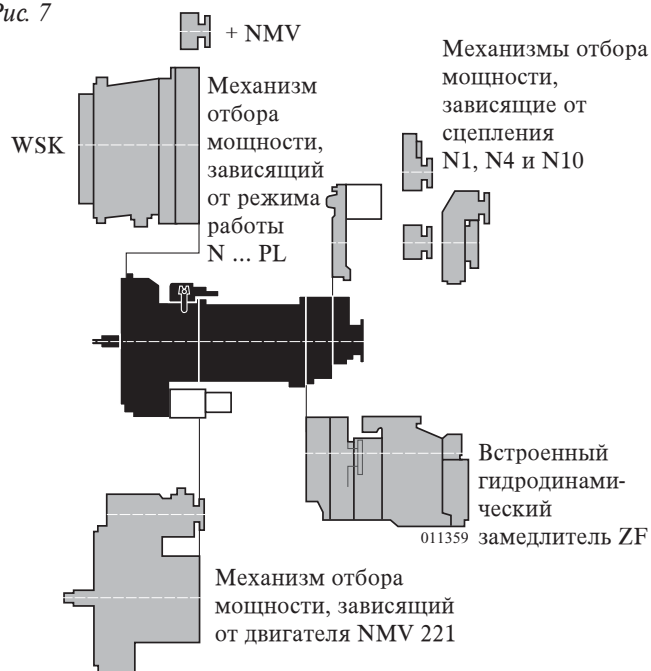 Рис. 7
+ NMV
WSK
Механизм
отбора
мощности,
зависящий
от режима
работы
N ... PL
Механизмы отбора
мощности,
зависящие от
сцепления
N1, N4 и N10
Встроенный
гидродинами-
ческий
замедлитель ZF
011359
Механизм отбора
мощности, зависящий
от двигателя NMV 221